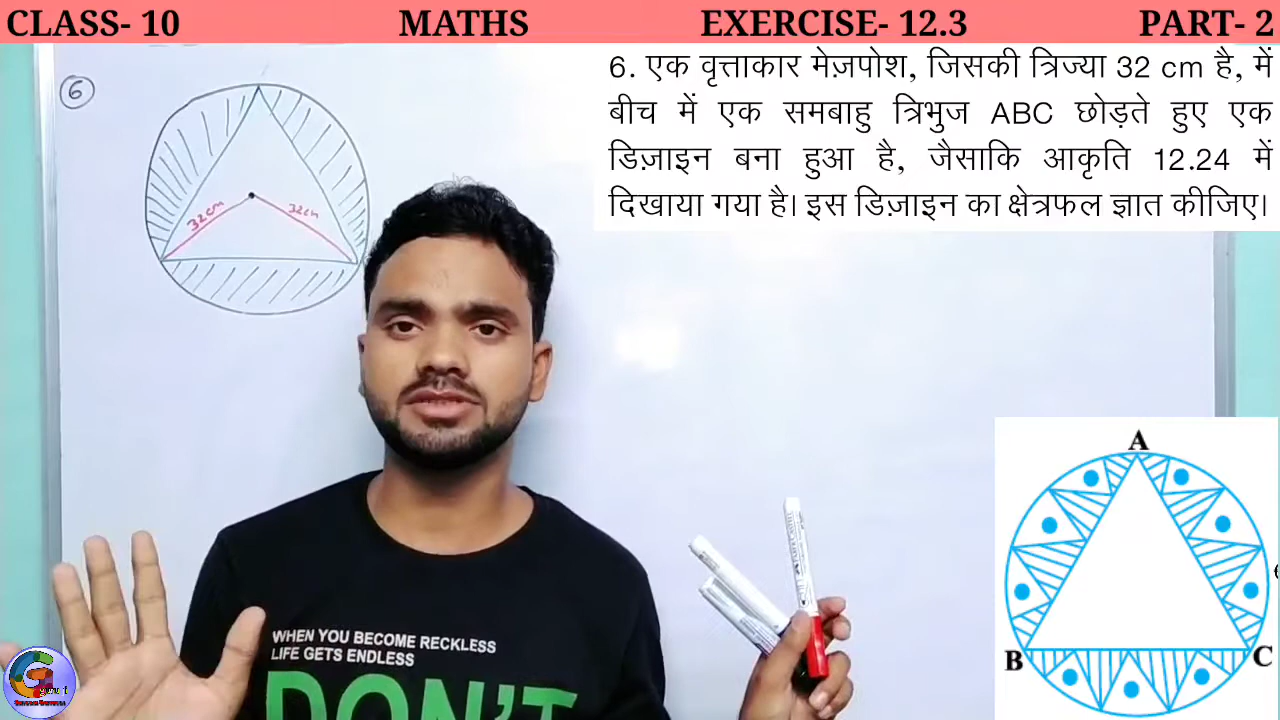 CLASS- 10 MATHS EXERCISE- 12.3 PART- 2
6. एक वृत्ताकार मेज़पोश, जिसकी त्रिज्या 32 cm है, में
बीच में एक समबाहु त्रिभुज ABC छोड़ते हुए एक
डिज़ाइन बना हुआ है, जैसाकि आकृति 12.24 में
दिखाया गया है। इस डिज़ाइन का क्षेत्रफल ज्ञात कीजिए।
6
32cm 32cm
A
B C
WHEN YOU BECOME RECKLESS
LIFE GETS ENDLESS
DON'T